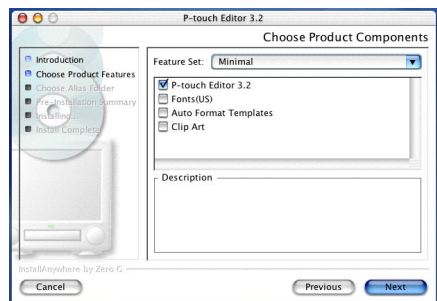 P-touch Editor 3.2
Choose Product Components
Introduction
Choose Product Features
Choose Alias Folder
Pre-Installation Summary
Installing...
Install Complete
Feature Set: Minimal
P-touch Editor 3.2
Fonts(US)
Auto Format Templates
Clip Art
Description
InstallAnywhere by Zero G
Cancel
Previous
Next